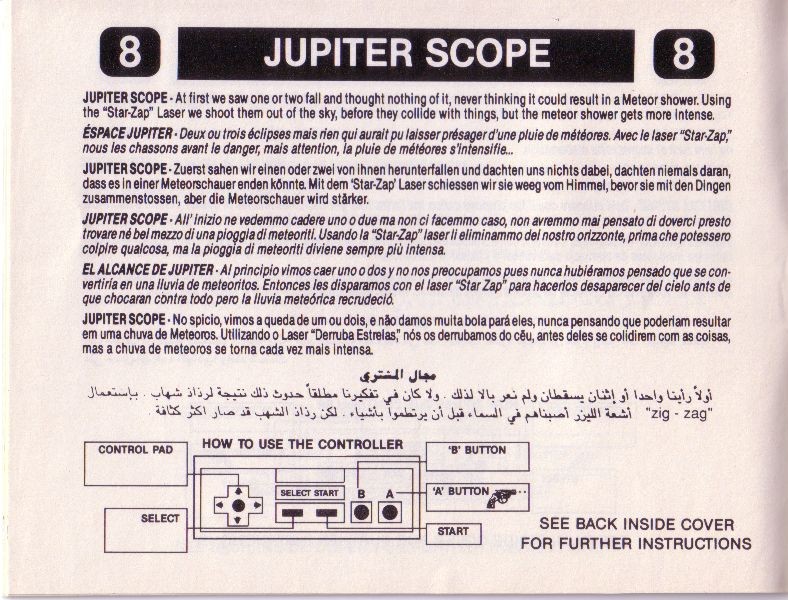 8 JUPITER SCOPE 8
JUPITER SCOPE - At first we saw one or two fall and thought nothing of it, never thinking it could result in a Meteor shower. Using
the "Star-Zap" Laser we shoot them out of the sky, before they collide with things, but the meteor shower gets more intense.
ÉSPACE JUPITER - Deux ou trois éclipses mais rien qui aurait pu laisser présager d'une pluie de météores. Avec le laser "Star-Zap,"
nous les chassons avant le danger, mais attention, la pluie de météores s'intensifie...
JUPITER SCOPE - Zuerst sahen wir einen oder zwei von ihnen herunterfallen und dachten uns nichts dabei, dachten niemals daran,
dass es in einer Meteorschauer enden könnte. Mit dem 'Star-Zap' Laser schiessen wir sie weeg vom Himmel, bevor sie mit den Dingen
zusammenstossen, aber die Meteorschauer wird stärker.
JUPITER SCOPE - All' inizio ne vedemmo cadere uno o due ma non ci facemmo caso, non avremmo mai pensato di doverci presto
trovare né bel mezzo di una pioggia di meteoriti. Usando la "Star-Zap" laser li eliminammo del nostro orizzonte, prima che potessero
colpire qualcosa, ma la pioggia di meteoriti diviene sempre più intensa.
EL ALCANCE DE JUPITER - Al principio vimos caer uno o dos y no nos preocupamos pues nunca hubiéramos pensado que se con-
vertiría en una lluvia de meteoritos. Entonces les disparamos con el laser "Star Zap" para hacerlos desaparecer del cielo ants de
que chocaran contra todo pero la lluvia meteórica recrudeció.
JUPITER SCOPE - No spicio, vimos a queda de um ou dois, e não damos muita bola pará eles, nunca pensando que poderiam resultar
em uma chuva de Meteoros. Utilizando o Laser "Derruba Estrelas," nós os derrubamos do cêu, antes deles se colidirem com as coisas,
mas a chuva de meteoros se torna cada vez mais intensa.
مجال المشتري
أولاً رأينا واحدا أو إثنان يسقطان ولم نعر بالا لذلك . ولا كان في تفكيرنا مطلقاً حدوث ذلك نتيجة لرذاذ شهاب . بإستعمال
"zig - zag" أشعة الليزر أصبناهم في السماء قبل أن يرتطموا بأشياء . لكن رذاذ الشهب قد صار اكثر كثافة .
HOW TO USE THE CONTROLLER
CONTROL PAD
'B' BUTTON
SELECT START B A
'A' BUTTON
SELECT
START
SEE BACK INSIDE COVER
FOR FURTHER INSTRUCTIONS